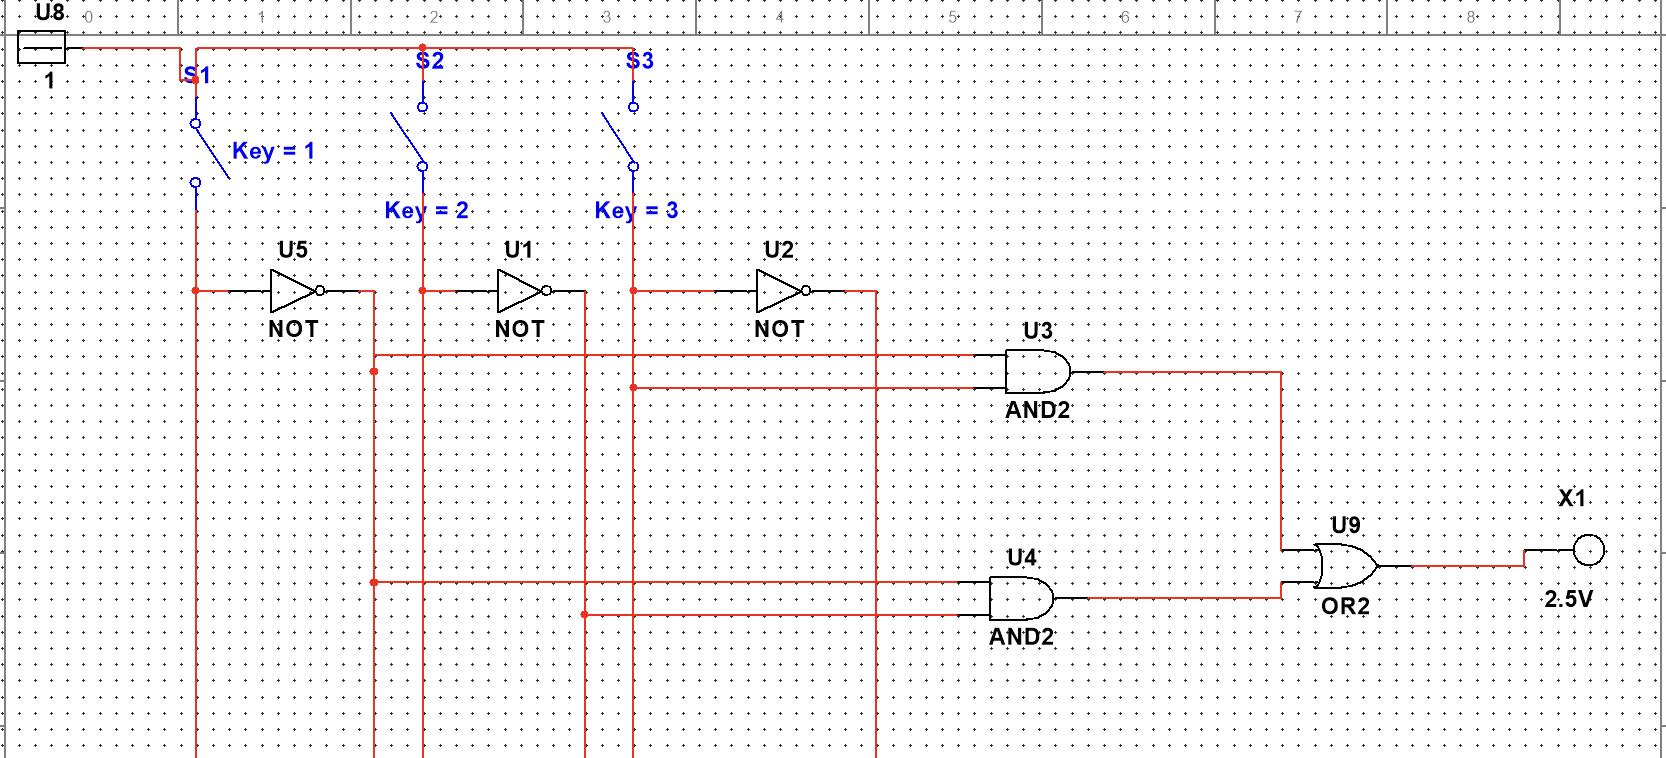 U8
0 1 2 3 4 5 6 7 8
1
S1
S2
S3
Key = 1
Key = 2
Key = 3
U5
NOT
U1
NOT
U2
NOT
U3
AND2
U4
AND2
U9
OR2
X1
2.5V